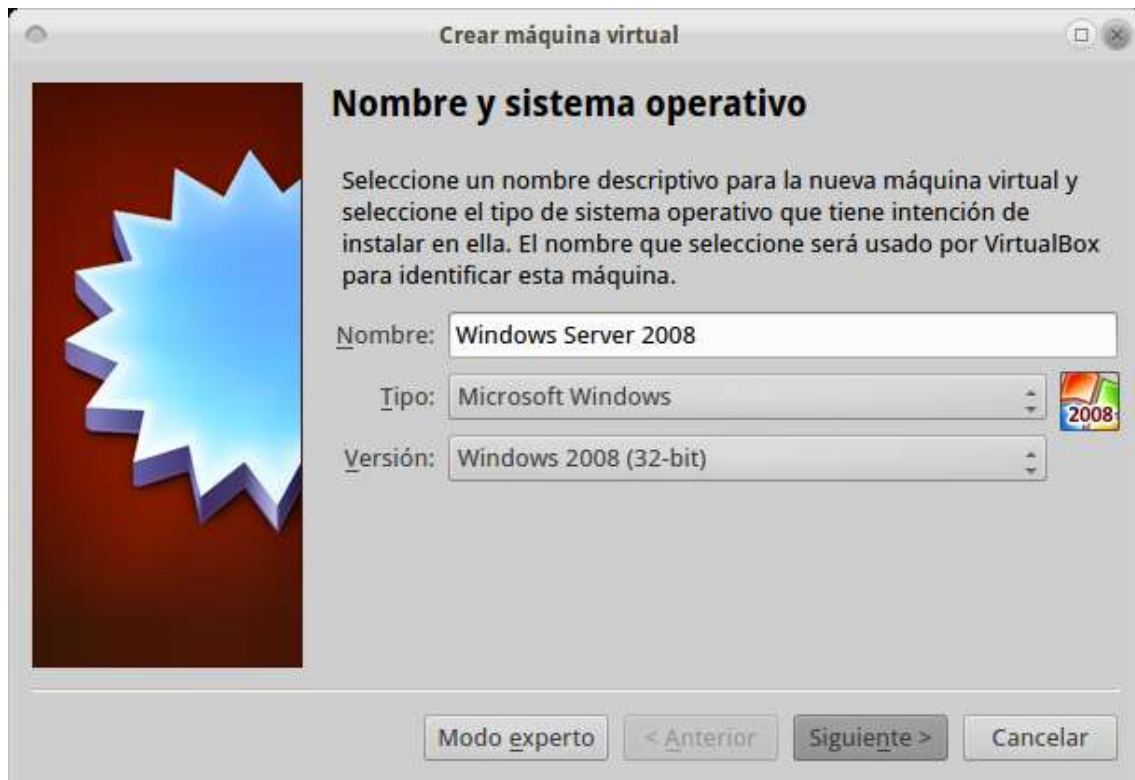 Crear máquina virtual
Nombre y sistema operativo
Seleccione un nombre descriptivo para la nueva máquina virtual y
seleccione el tipo de sistema operativo que tiene intención de
instalar en ella. El nombre que seleccione será usado por VirtualBox
para identificar esta máquina.
Nombre: Windows Server 2008
Tipo: Microsoft Windows
2008
Versión: Windows 2008 (32-bit)
Modo experto < Anterior Siguiente > Cancelar